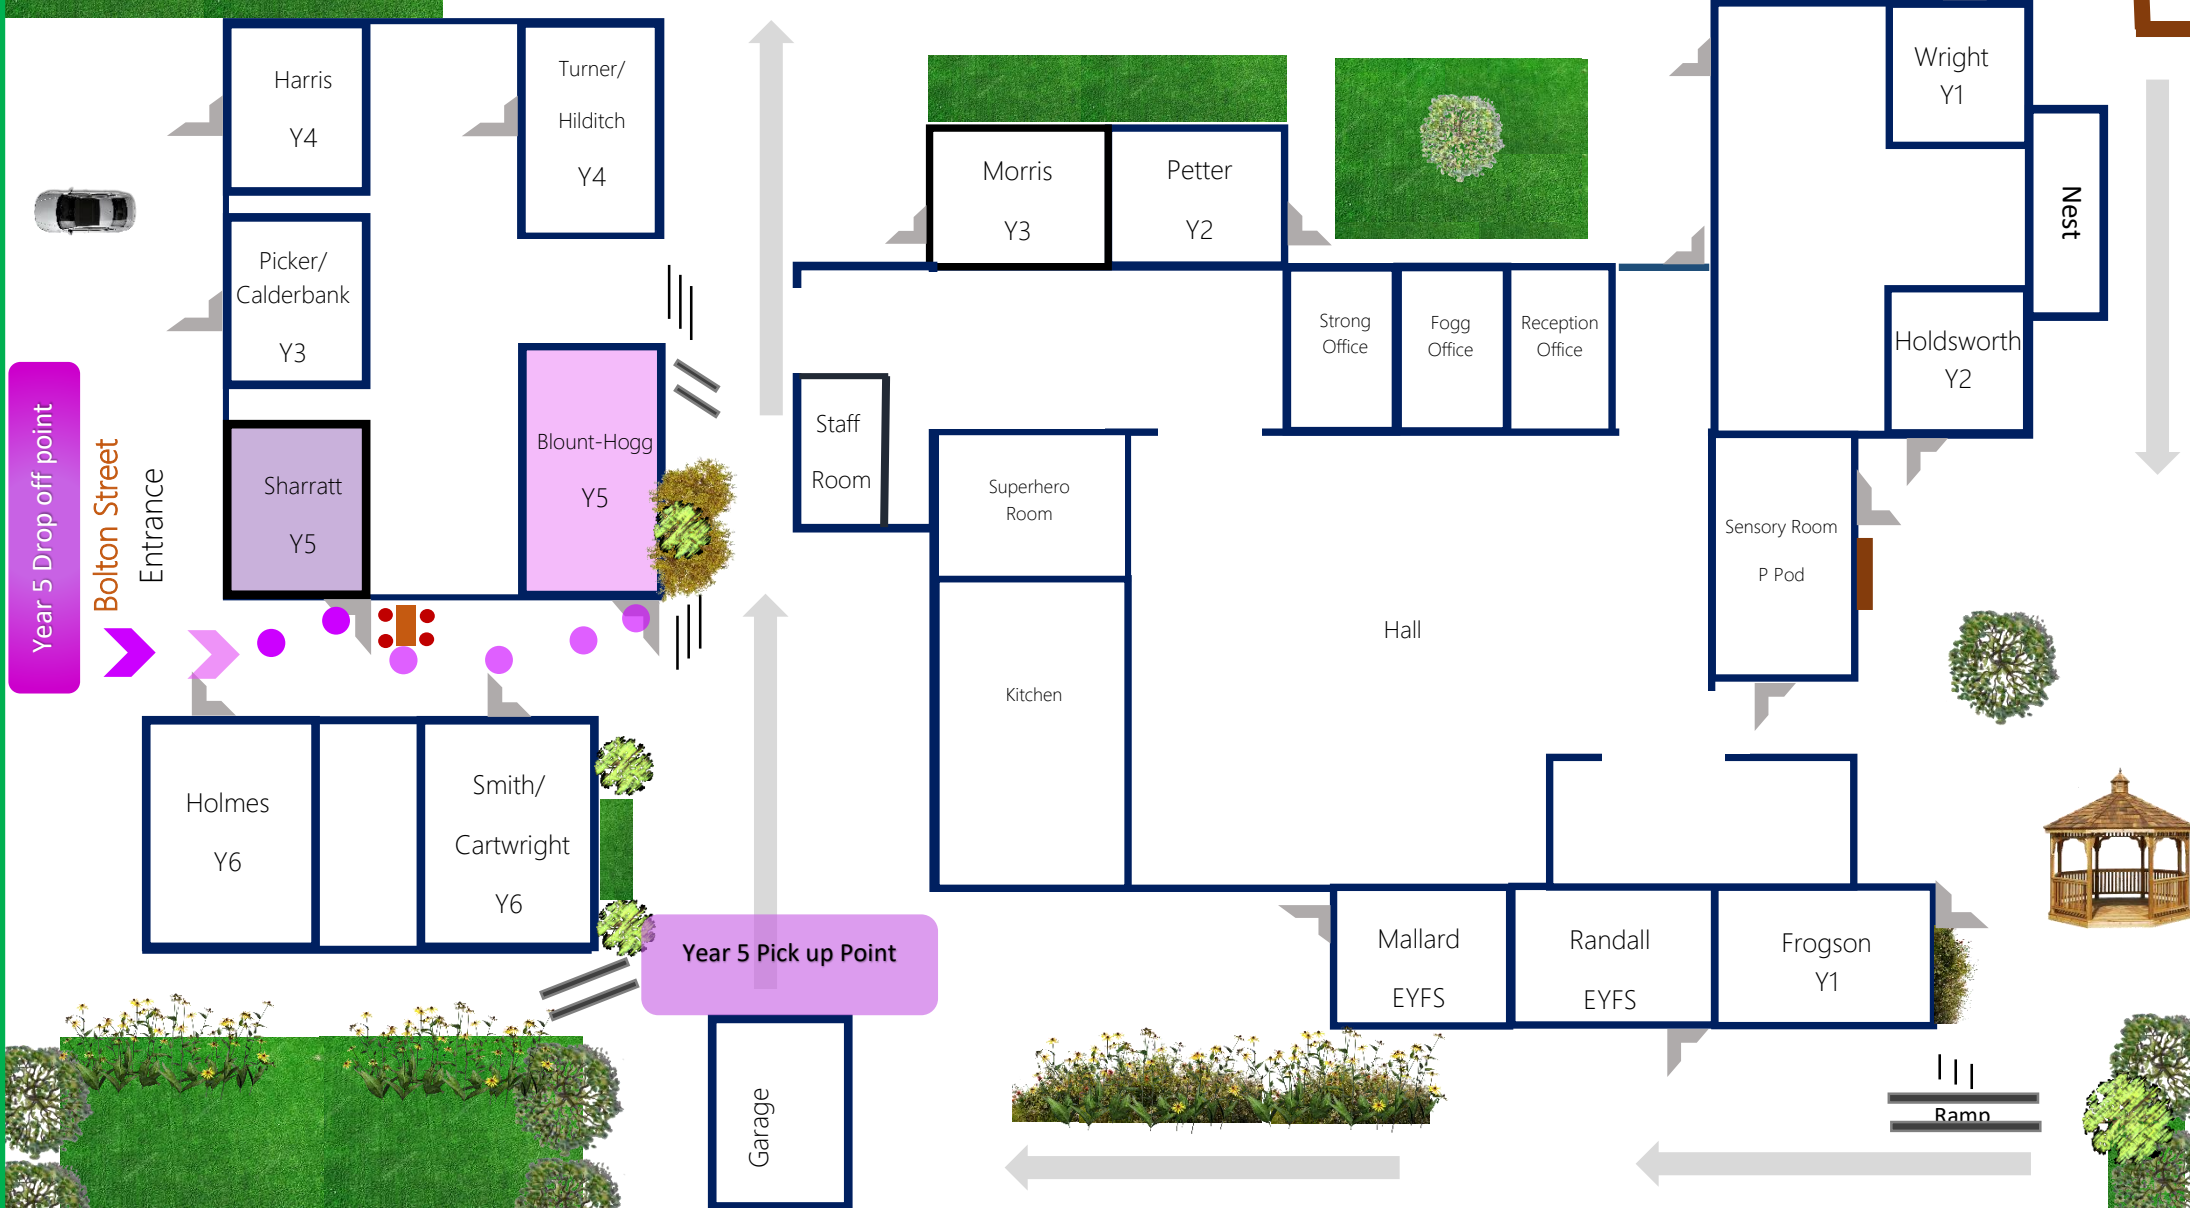 Harris
Y4
Turner/
Hilditch
Y4
Picker/
Calderbank
Y3
Sharratt
Y5
Blount-Hogg
Y5
Year 5 Drop off point
Bolton Street
Entrance
Holmes
Y6
Smith/
Cartwright
Y6
Year 5 Pick up Point
Garage
Morris
Y3
Petter
Y2
Strong
Office
Fogg
Office
Reception
Office
Staff
Room
Superhero
Room
Kitchen
Hall
Wright
Y1
Nest
Holdsworth
Y2
Sensory Room
P Pod
Mallard
EYFS
Randall
EYFS
Frogson
Y1
Ramp